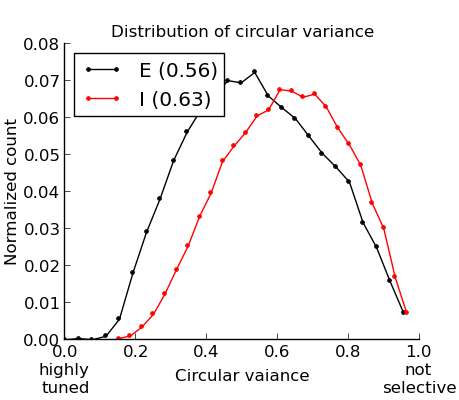 Distribution of circular variance
E (0.56)
I (0.63)
Normalized count
0.08
0.07
0.06
0.05
0.04
0.03
0.02
0.01
0.00
0.0 0.2 0.4 0.6 0.8 1.0
highly
tuned
Circular vaiance
not
selective